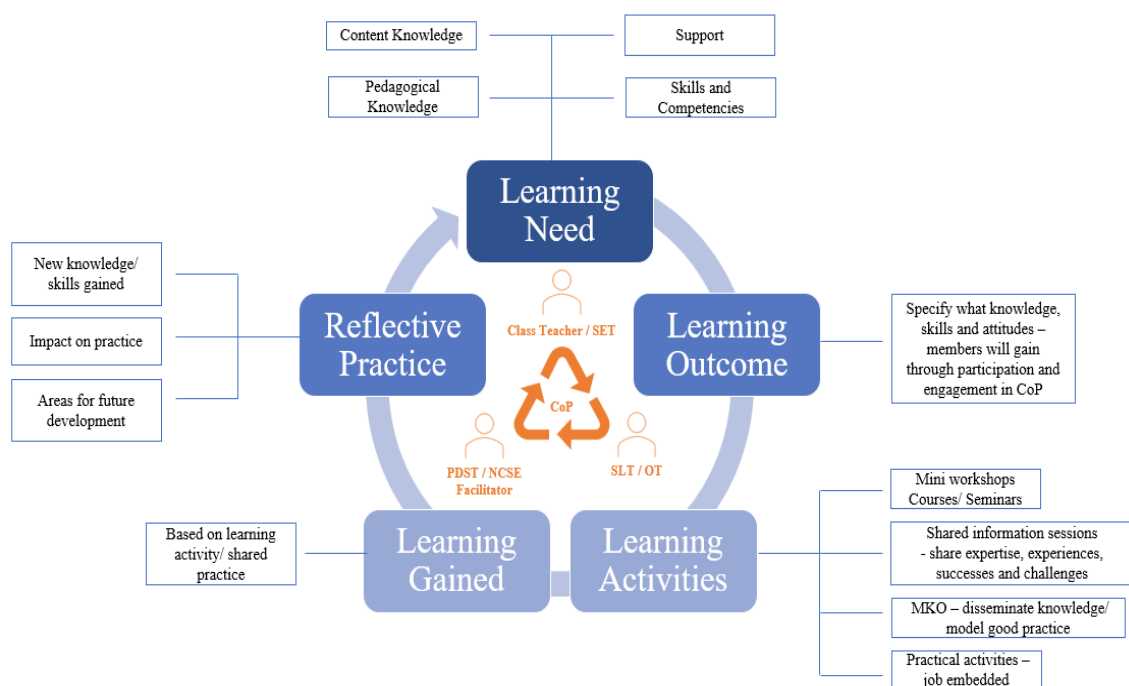 Content Knowledge
Support
Pedagogical
Knowledge
Skills and
Competencies
Learning
Need
New knowledge/
skills gained
Impact on practice
Areas for future
development
Reflective
Practice
Class Teacher / SET
CoP
PDST / NCSE
Facilitator
SLT / OT
Learning
Outcome
Specify what knowledge,
skills and attitudes –
members will gain
through participation and
engagement in CoP
Based on learning
activity/ shared
practice
Learning
Gained
Learning
Activities
Mini workshops
Courses/ Seminars
Shared information sessions
- share expertise, experiences,
successes and challenges
MKO – disseminate knowledge/
model good practice
Practical activities –
job embedded